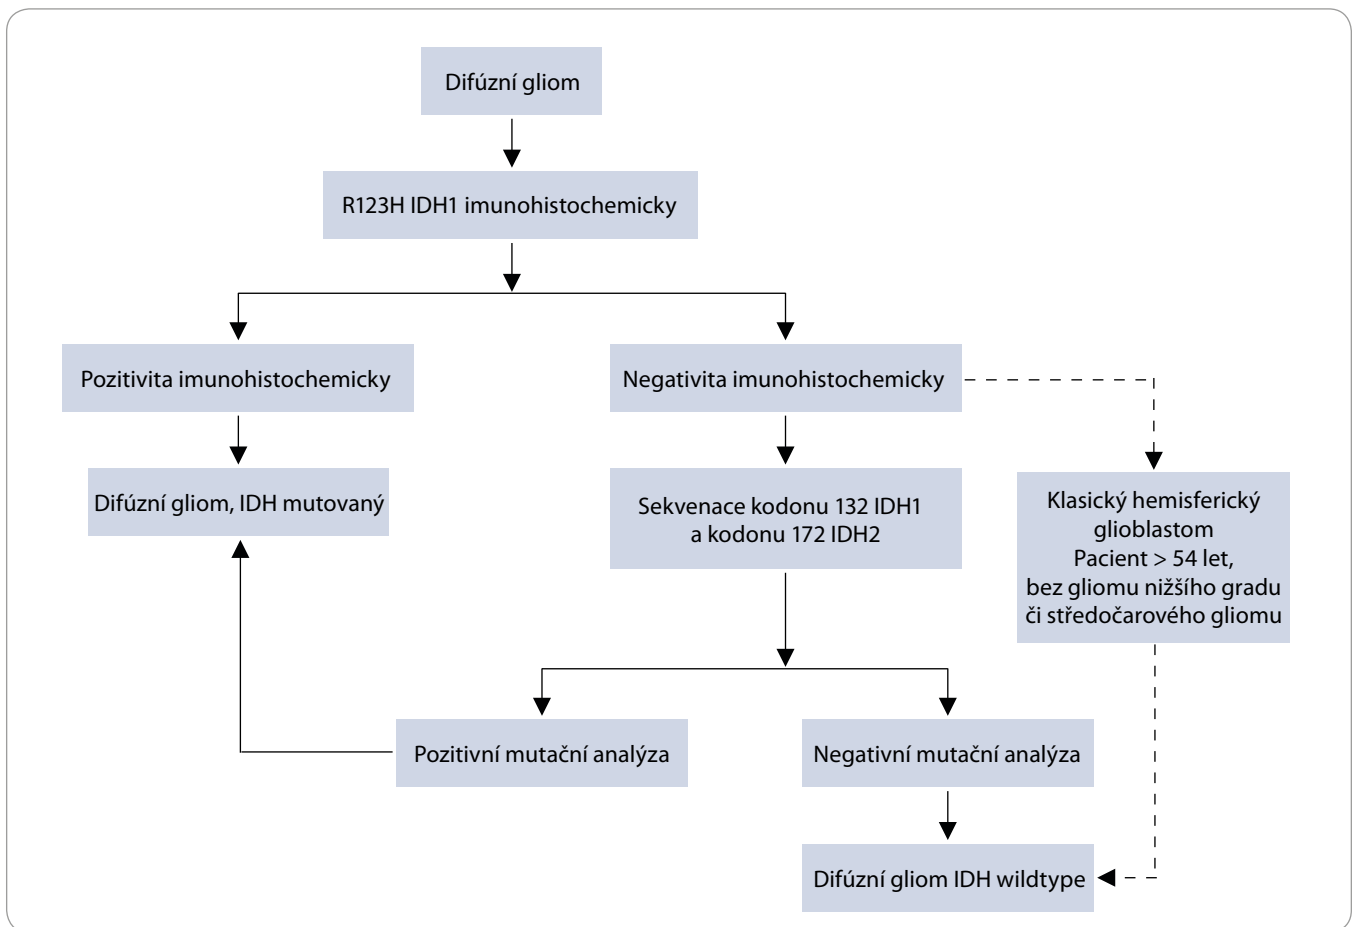 Difúzní gliom
R123H IDH1 imunohistochemicky
Pozitivita imunohistochemicky
Negativita imunohistochemicky
Difúzní gliom, IDH mutovaný
Sekvenace kodonu 132 IDH1
a kodonu 172 IDH2
Klasický hemisferický
glioblastom
Pacient > 54 let,
bez gliomu nižšího gradu
či středočarového gliomu
Pozitivní mutační analýza
Negativní mutační analýza
Difúzní gliom IDH wildtype